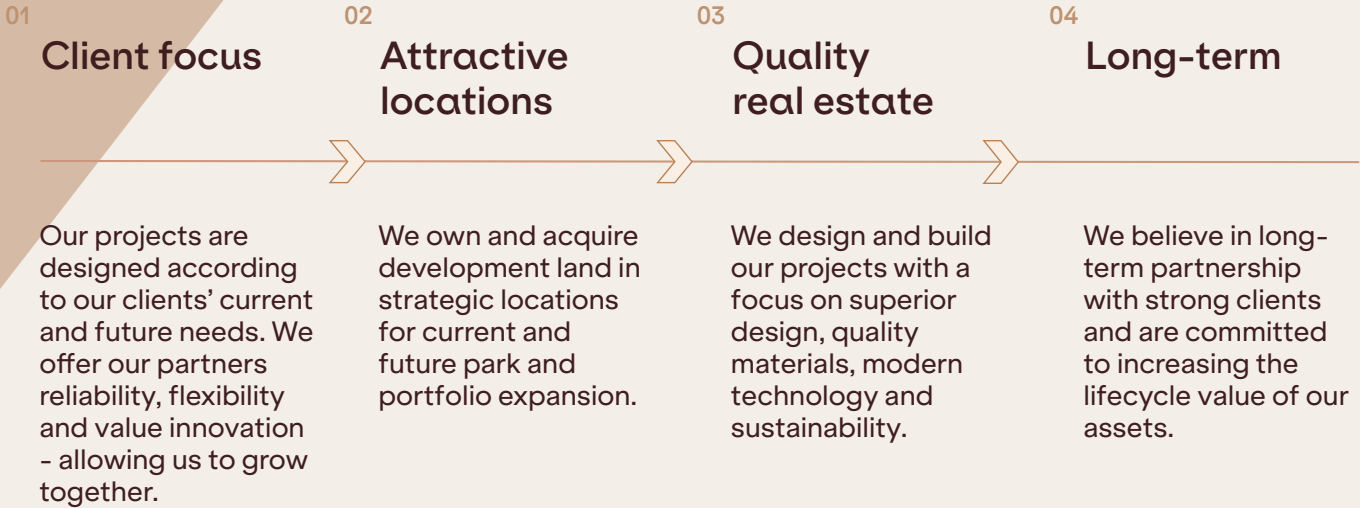 01
Client focus
Our projects are
designed according
to our clients’ current
and future needs. We
offer our partners
reliability, flexibility
and value innovation
– allowing us to grow
together.
02
Attractive
locations
We own and acquire
development land in
strategic locations
for current and
future park and
portfolio expansion.
03
Quality
real estate
We design and build
our projects with a
focus on superior
design, quality
materials, modern
technology and
sustainability.
04
Long-term
We believe in long-
term partnership
with strong clients
and are committed
to increasing the
lifecycle value of our
assets.